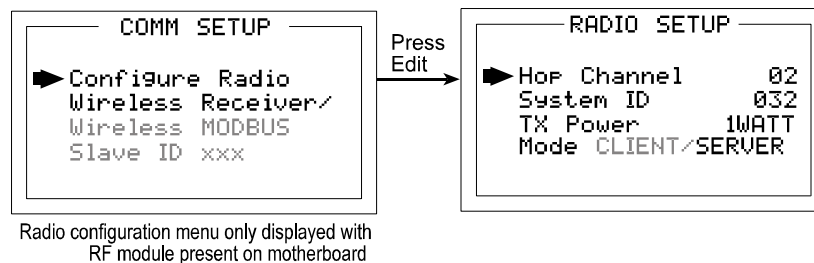 COMM SETUP
Configure Radio
Wireless Receiver/
Wireless MODBUS
Slave ID xxx
Press
Edit
RADIO SETUP
Hop Channel 02
System ID 032
TX Power 1WATT
Mode CLIENT/SERVER
Radio configuration menu only displayed with
RF module present on motherboard